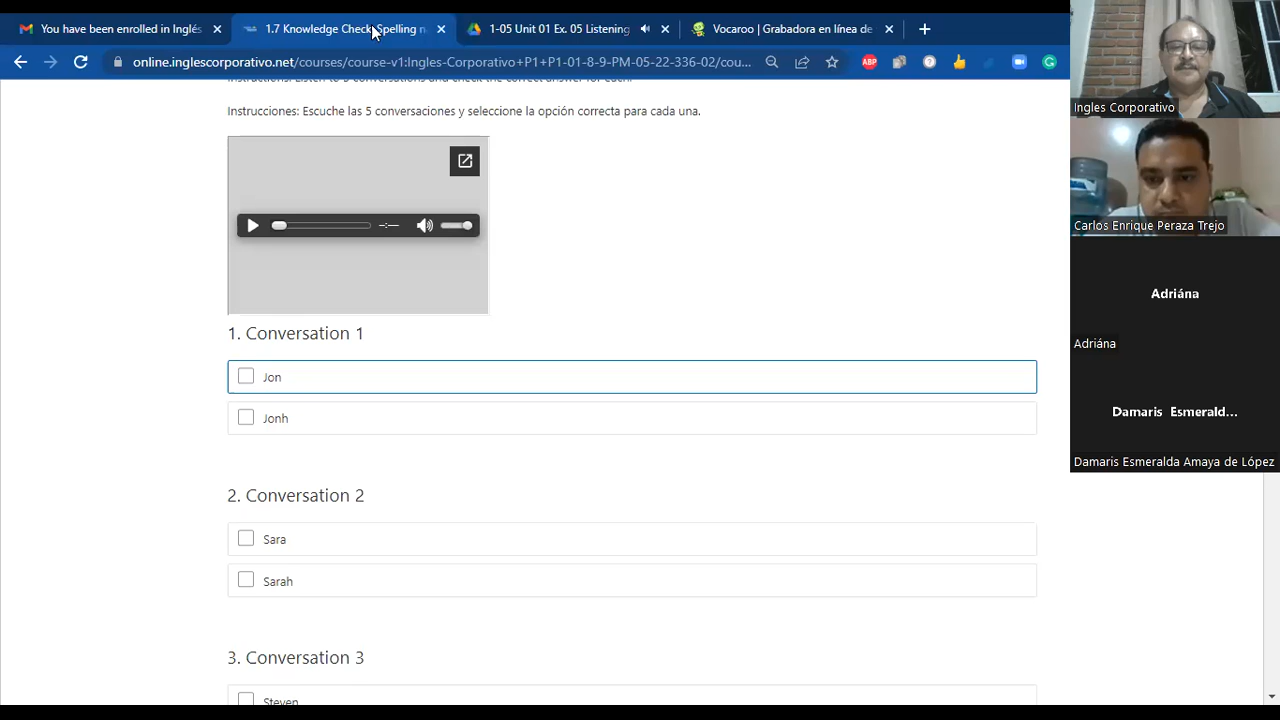 You have been enrolled in Inglés
1.7 Knowledge Check: Spelling
1-05 Unit 01 Ex. 05 Listening
Vocaroo | Grabadora en línea de
online.inglescorporativo.net/courses/course-v1:Ingles-Corporativo+P1+P1-01-8-9-PM-05-22-336-02/cou...
ABP
Instructions: Listen to 5 conversations and check the correct answer for each.
Instrucciones: Escuche las 5 conversaciones y seleccione la opción correcta para cada una.
-:--
1. Conversation 1
Jon
Jonh
2. Conversation 2
Sara
Sarah
3. Conversation 3
Steven
Ingles Corporativo
Carlos Enrique Peraza Trejo
Adriána
Adriána
Damaris Esmerald...
Damaris Esmeralda Amaya de López